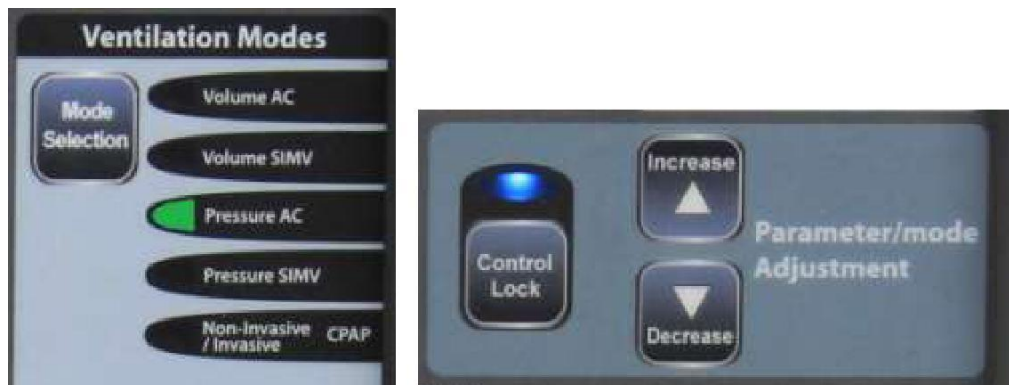 Ventilation Modes
Mode
Selection
Volume AC
Volume SIMV
Pressure AC
Pressure SIMV
Non-Invasive CPAP
/ Invasive
Control
Lock
Increase
Decrease
Parameter/mode
Adjustment